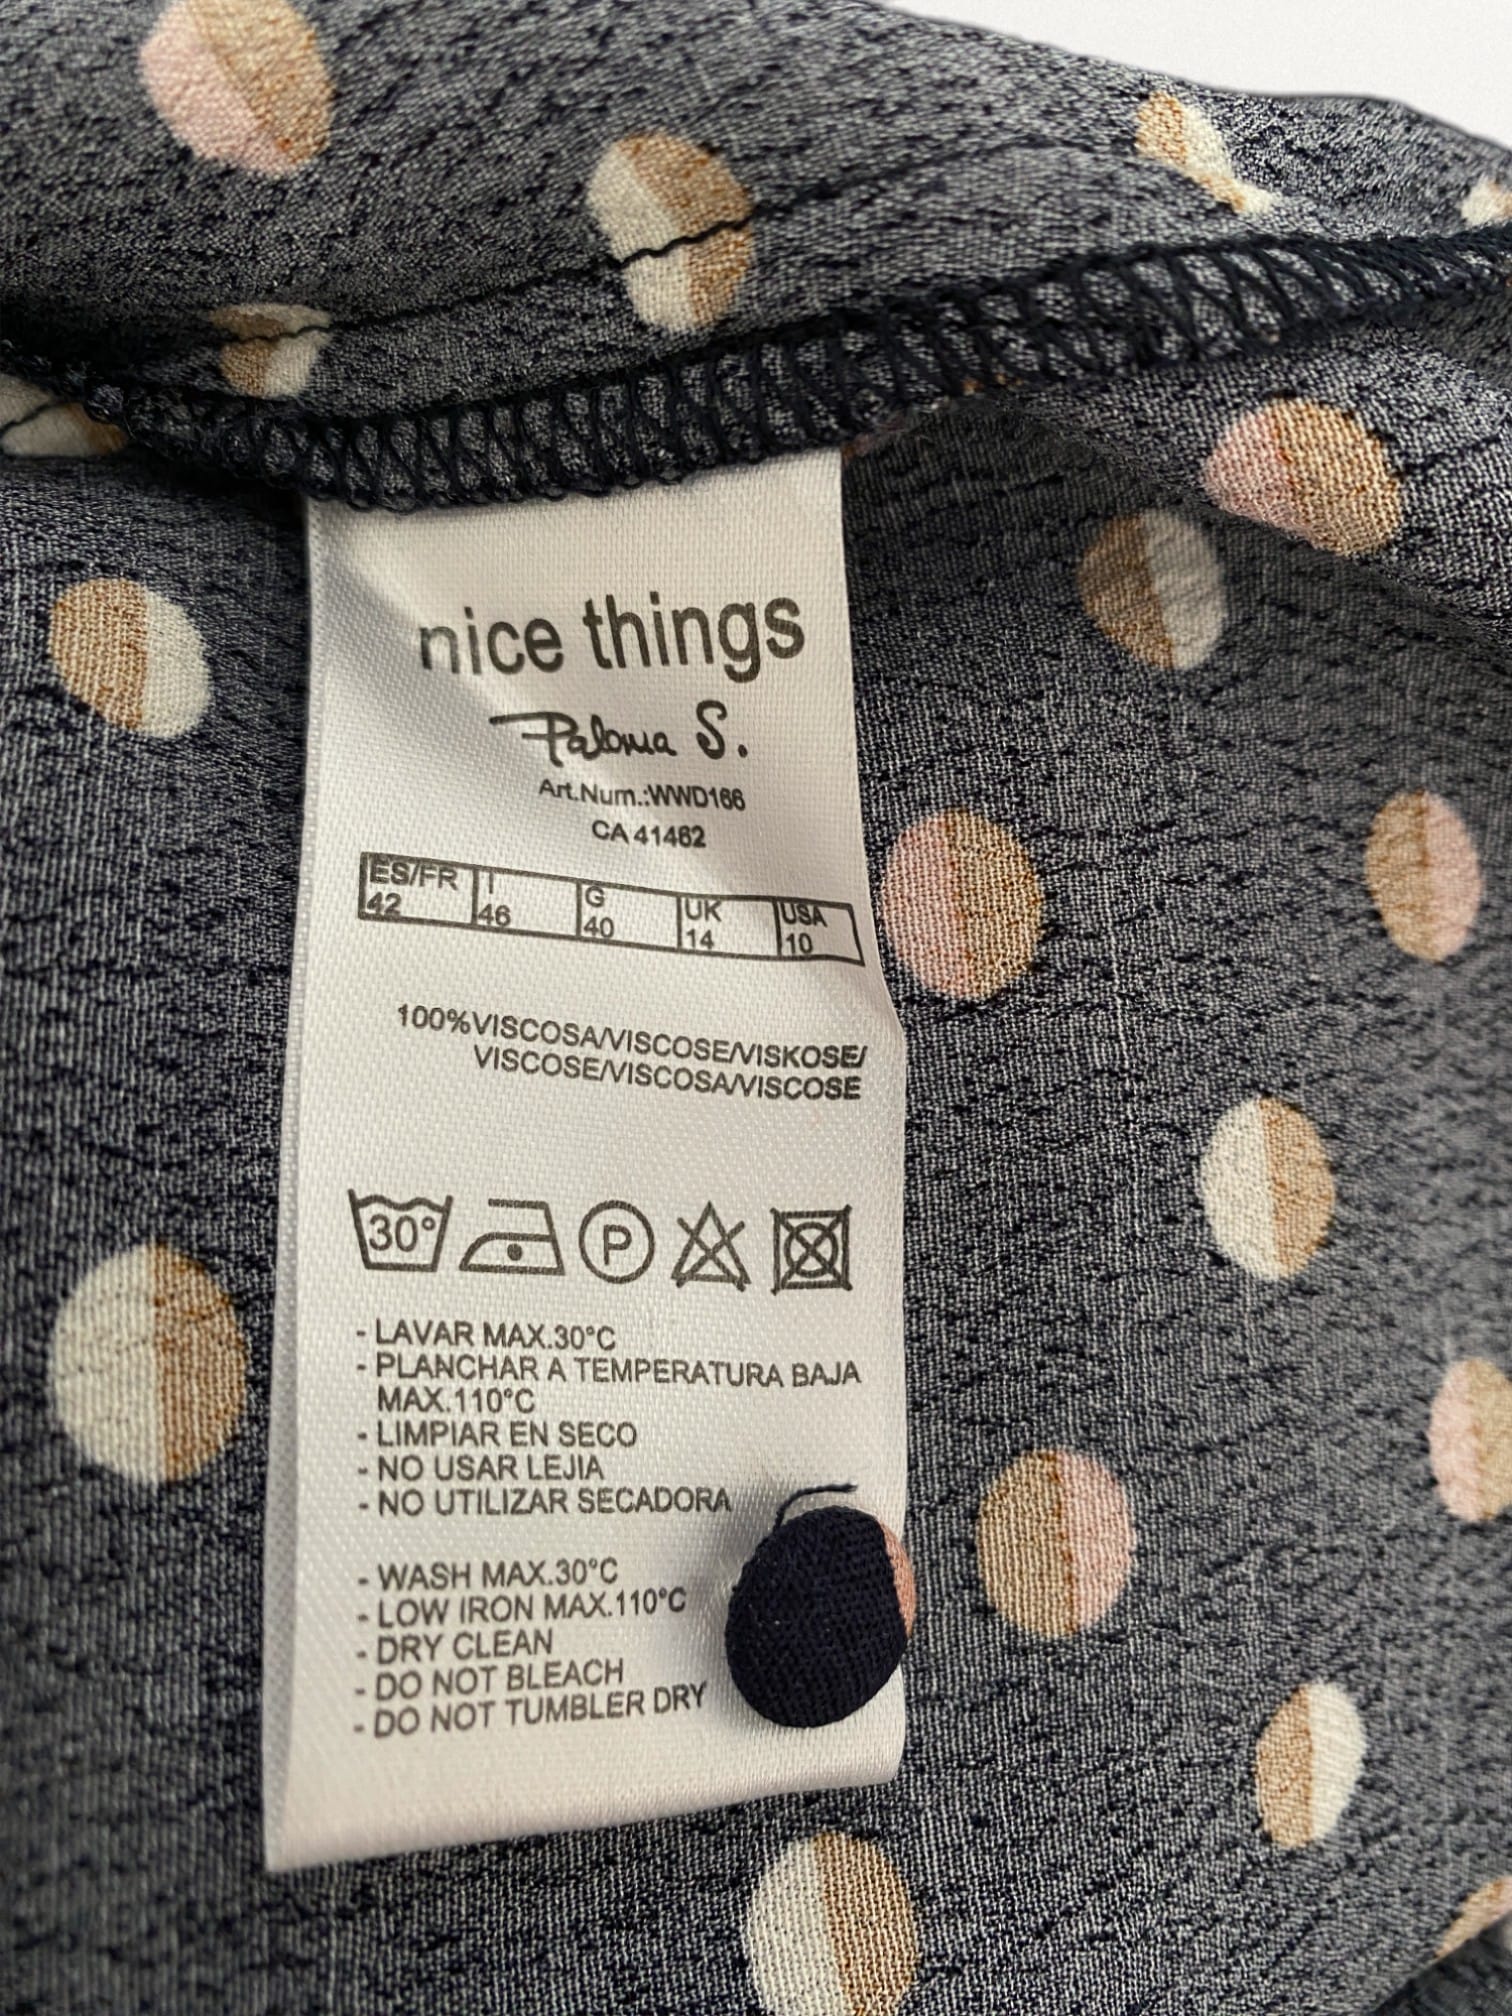 nice things
Paloma S.
Art.Num.:WWD166
CA 41462
ES/FR I G UK USA
42 46 40 14 10
100%VISCOSA/VISCOSE/VISKOSE/
VISCOSE/VISCOSA/VISCOSE
30° P
- LAVAR MAX.30°C
- PLANCHAR A TEMPERATURA BAJA
MAX.110°C
- LIMPIAR EN SECO
- NO USAR LEJIA
- NO UTILIZAR SECADORA
- WASH MAX.30°C
- LOW IRON MAX.110°C
- DRY CLEAN
- DO NOT BLEACH
- DO NOT TUMBLER DRY